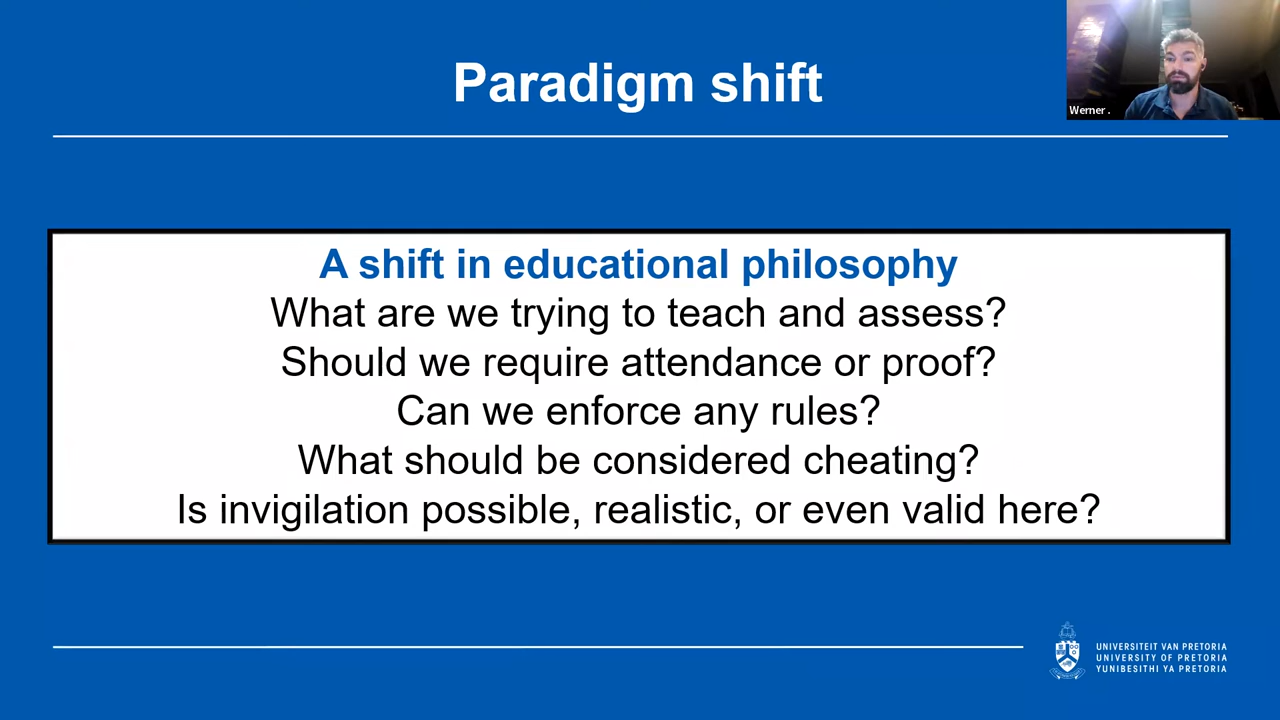 Paradigm shift
Werner .
A shift in educational philosophy
What are we trying to teach and assess?
Should we require attendance or proof?
Can we enforce any rules?
What should be considered cheating?
Is invigilation possible, realistic, or even valid here?
UNIVERSITEIT VAN PRETORIA
UNIVERSITY OF PRETORIA
YUNIBESITHI YA PRETORIA